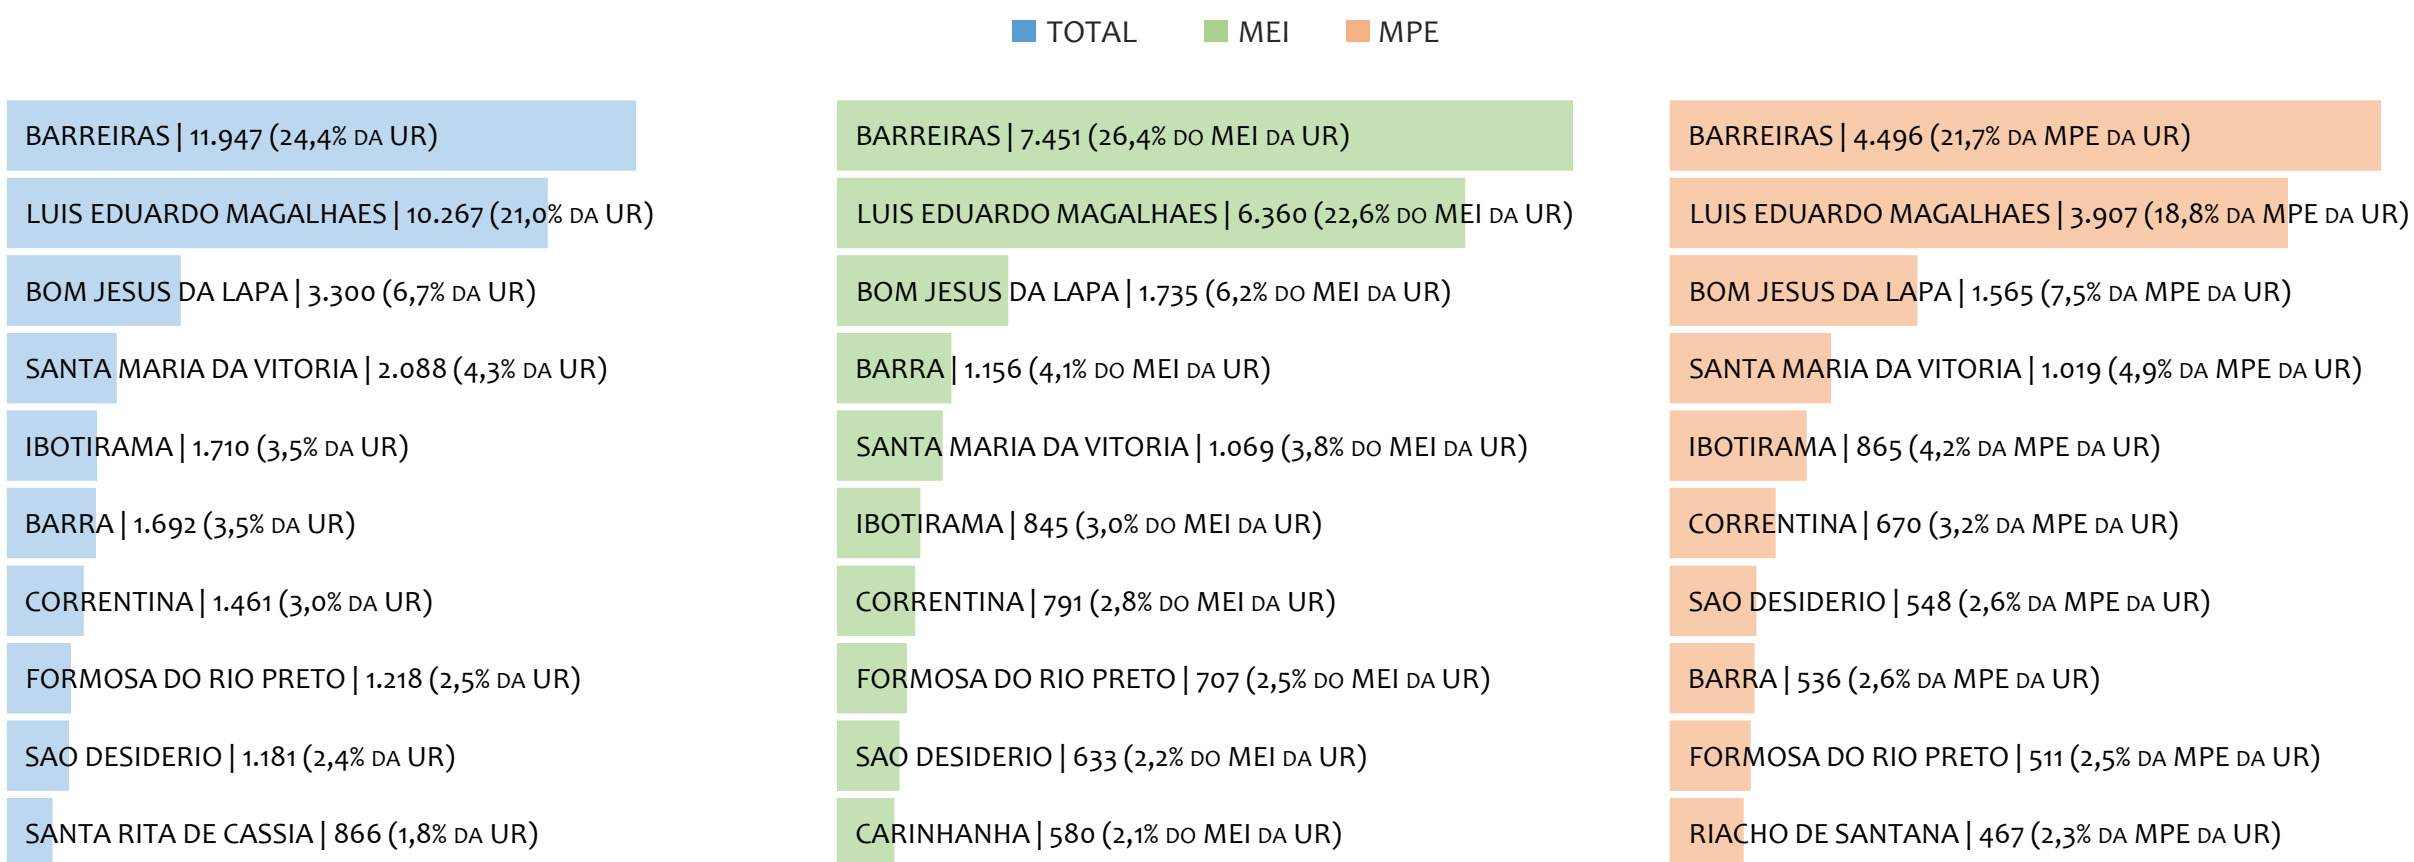 TOTAL MEI MPE
BARREIRAS | 11.947 (24,4% DA UR)
LUIS EDUARDO MAGALHAES | 10.267 (21,0% DA UR)
BOM JESUS DA LAPA | 3.300 (6,7% DA UR)
SANTA MARIA DA VITORIA | 2.088 (4,3% DA UR)
IBOTIRAMA | 1.710 (3,5% DA UR)
BARRA | 1.692 (3,5% DA UR)
CORRENTINA | 1.461 (3,0% DA UR)
FORMOSA DO RIO PRETO | 1.218 (2,5% DA UR)
SAO DESIDERIO | 1.181 (2,4% DA UR)
SANTA RITA DE CASSIA | 866 (1,8% DA UR)
BARREIRAS | 7.451 (26,4% DO MEI DA UR)
LUIS EDUARDO MAGALHAES | 6.360 (22,6% DO MEI DA UR)
BOM JESUS DA LAPA | 1.735 (6,2% DO MEI DA UR)
BARRA | 1.156 (4,1% DO MEI DA UR)
SANTA MARIA DA VITORIA | 1.069 (3,8% DO MEI DA UR)
IBOTIRAMA | 845 (3,0% DO MEI DA UR)
CORRENTINA | 791 (2,8% DO MEI DA UR)
FORMOSA DO RIO PRETO | 707 (2,5% DO MEI DA UR)
SAO DESIDERIO | 633 (2,2% DO MEI DA UR)
CARINHANHA | 580 (2,1% DO MEI DA UR)
BARREIRAS | 4.496 (21,7% DA MPE DA UR)
LUIS EDUARDO MAGALHAES | 3.907 (18,8% DA MPE DA UR)
BOM JESUS DA LAPA | 1.565 (7,5% DA MPE DA UR)
SANTA MARIA DA VITORIA | 1.019 (4,9% DA MPE DA UR)
IBOTIRAMA | 865 (4,2% DA MPE DA UR)
CORRENTINA | 670 (3,2% DA MPE DA UR)
SAO DESIDERIO | 548 (2,6% DA MPE DA UR)
BARRA | 536 (2,6% DA MPE DA UR)
FORMOSA DO RIO PRETO | 511 (2,5% DA MPE DA UR)
RIACHO DE SANTANA | 467 (2,3% DA MPE DA UR)